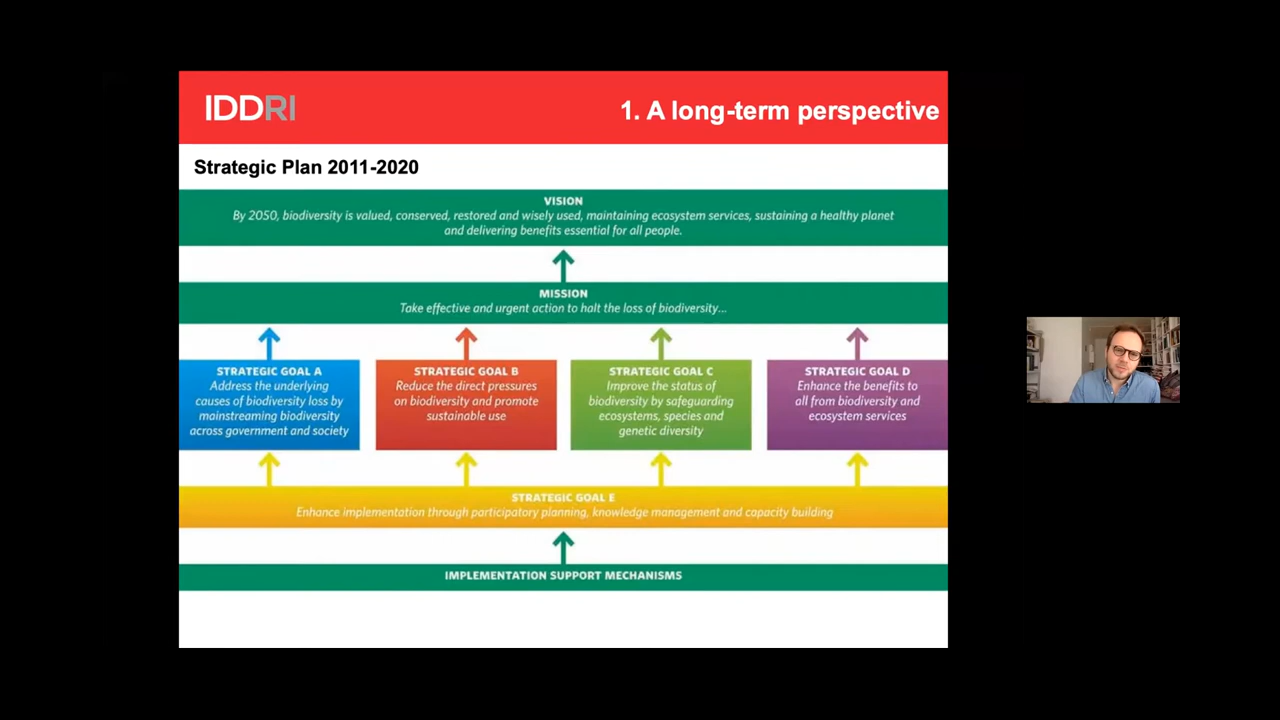 IDDRI
1. A long-term perspective
Strategic Plan 2011-2020
VISION
By 2050, biodiversity is valued, conserved, restored and wisely used, maintaining ecosystem services, sustaining a healthy planet
and delivering benefits essential for all people.
MISSION
Take effective and urgent action to halt the loss of biodiversity...
STRATEGIC GOAL A
Address the underlying
causes of biodiversity loss by
mainstreaming biodiversity
across government and society
STRATEGIC GOAL B
Reduce the direct pressures
on biodiversity and promote
sustainable use
STRATEGIC GOAL C
Improve the status of
biodiversity by safeguarding
ecosystems, species and
genetic diversity
STRATEGIC GOAL D
Enhance the benefits to
all from biodiversity and
ecosystem services
STRATEGIC GOAL E
Enhance implementation through participatory planning, knowledge management and capacity building
IMPLEMENTATION SUPPORT MECHANISMS